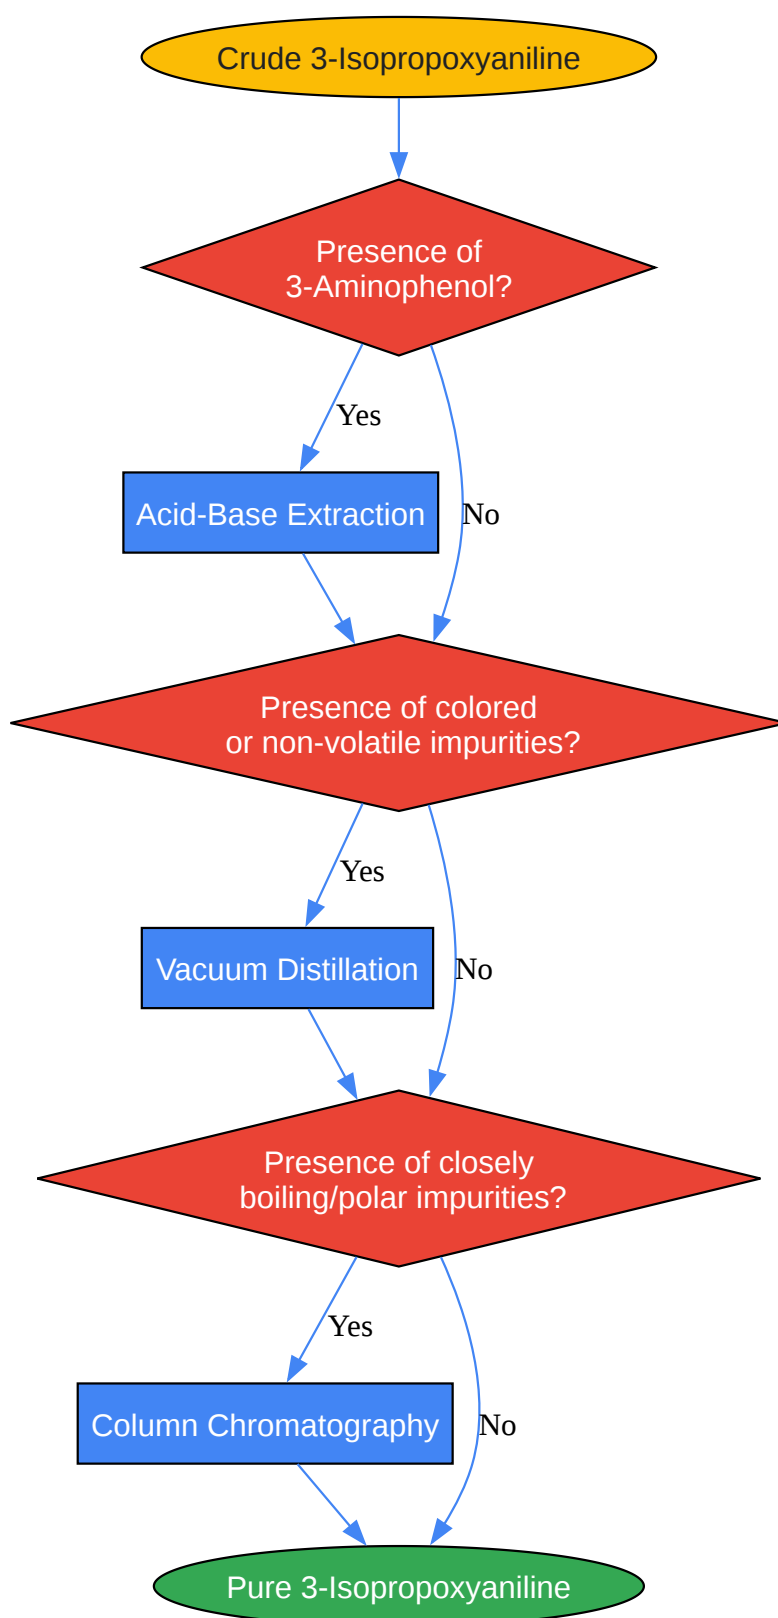 Crude 3-Isopropoxyaniline
Presence of
3-Aminophenol?
Yes
Acid-Base Extraction
No
Presence of colored
or non-volatile impurities?
Yes
Vacuum Distillation
No
Presence of closely
boiling/polar impurities?
Yes
Column Chromatography
No
Pure 3-Isopropoxyaniline